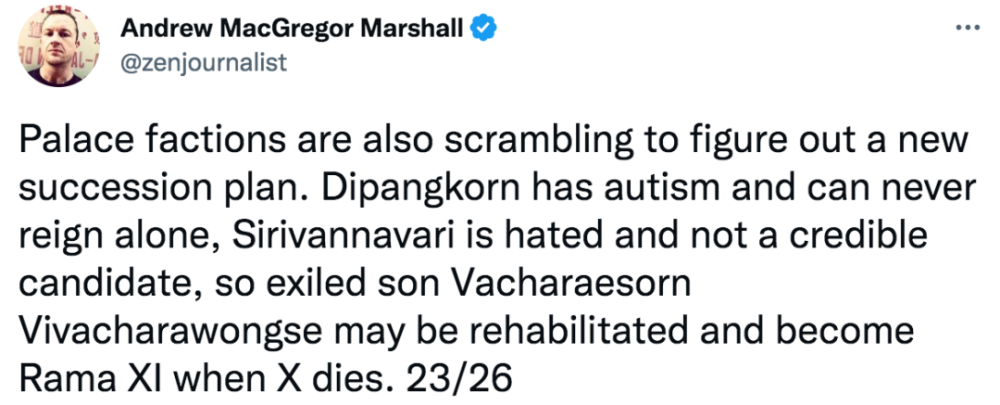 Andrew MacGregor Marshall
@zenjournalist
Palace factions are also scrambling to figure out a new
succession plan. Dipangkorn has autism and can never
reign alone, Sirivannavari is hated and not a credible
candidate, so exiled son Vacharaesorn
Vivacharawongse may be rehabilitated and become
Rama XI when X dies. 23/26